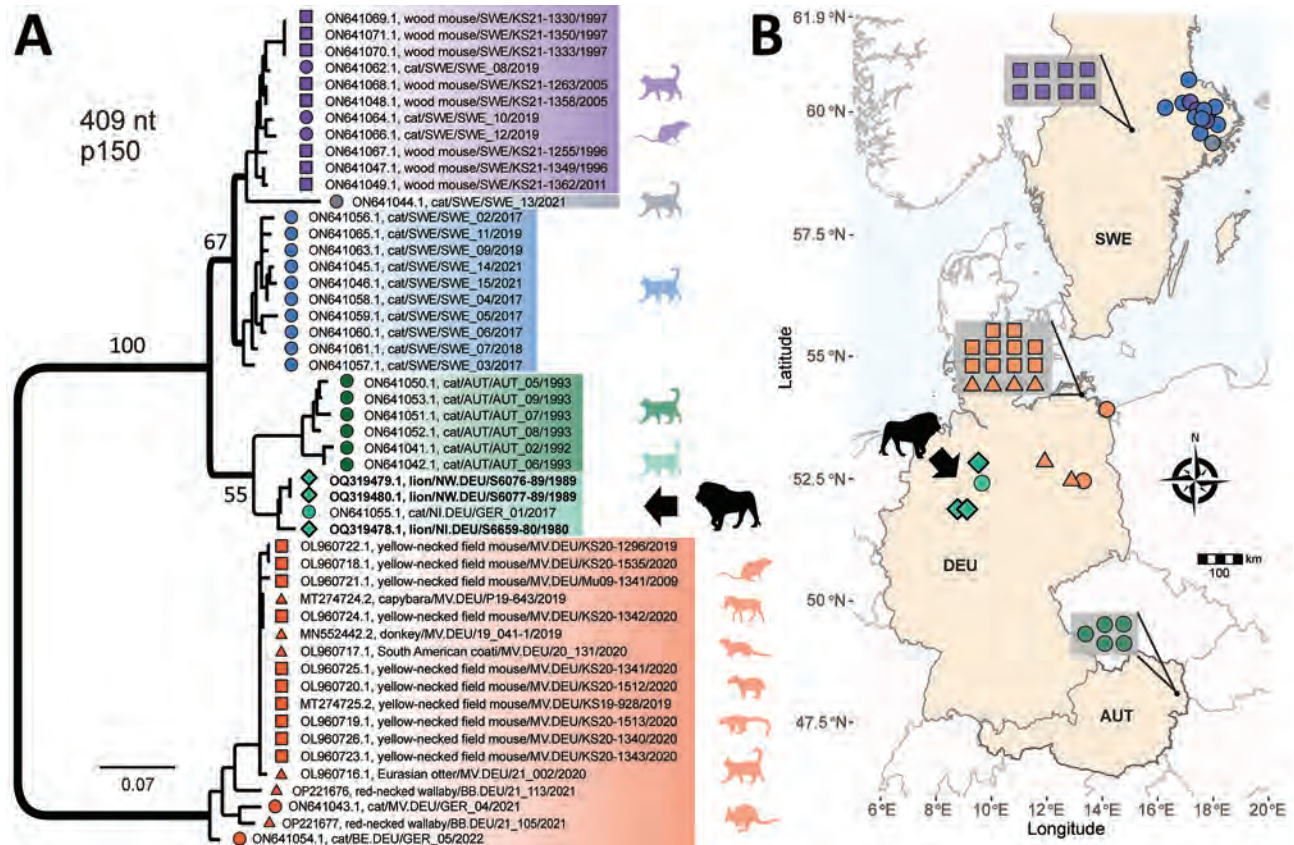 A
409 nt
p150
ON641069.1, wood mouse/SWE/KS21-1330/1997
ON641071.1, wood mouse/SWE/KS21-1350/1997
ON641070.1, wood mouse/SWE/KS21-1333/1997
ON641062.1, cat/SWE/SWE_08/2019
ON641068.1, wood mouse/SWE/KS21-1263/2005
ON641048.1, wood mouse/SWE/KS21-1358/2005
ON641064.1, cat/SWE/SWE_10/2019
ON641066.1, cat/SWE/SWE_12/2019
ON641067.1, wood mouse/SWE/KS21-1255/1996
ON641047.1, wood mouse/SWE/KS21-1349/1996
ON641049.1, wood mouse/SWE/KS21-1362/2011
ON641044.1, cat/SWE/SWE_13/2021
ON641056.1, cat/SWE/SWE_02/2017
ON641065.1, cat/SWE/SWE_11/2019
ON641063.1, cat/SWE/SWE_09/2019
ON641045.1, cat/SWE/SWE_14/2021
ON641046.1, cat/SWE/SWE_15/2021
ON641058.1, cat/SWE/SWE_04/2017
ON641059.1, cat/SWE/SWE_05/2017
ON641060.1, cat/SWE/SWE_06/2017
ON641061.1, cat/SWE/SWE_07/2018
ON641057.1, cat/SWE/SWE_03/2017
ON641050.1, cat/AUT/AUT_05/1993
ON641053.1, cat/AUT/AUT_09/1993
ON641051.1, cat/AUT/AUT_07/1993
ON641052.1, cat/AUT/AUT_08/1993
ON641041.1, cat/AUT/AUT_02/1992
ON641042.1, cat/AUT/AUT_06/1993
OQ319479.1, lion/NW.DEU/S6076-89/1989
OQ319480.1, lion/NW.DEU/S6077-89/1989
ON641055.1, cat/NI.DEU/GER_01/2017
OQ319478.1, lion/NI.DEU/S6659-80/1980
OL960722.1, yellow-necked field mouse/MV.DEU/KS20-1296/2019
OL960718.1, yellow-necked field mouse/MV.DEU/KS20-1535/2020
OL960721.1, yellow-necked field mouse/MV.DEU/Mu09-1341/2009
MT274724.2, capybara/MV.DEU/P19-643/2019
OL960724.1, yellow-necked field mouse/MV.DEU/KS20-1342/2020
MN552442.2, donkey/MV.DEU/19_041-1/2019
OL960717.1, South American coati/MV.DEU/20_131/2020
OL960725.1, yellow-necked field mouse/MV.DEU/KS20-1341/2020
OL960720.1, yellow-necked field mouse/MV.DEU/KS20-1512/2020
MT274725.2, yellow-necked field mouse/MV.DEU/KS19-928/2019
OL960719.1, yellow-necked field mouse/MV.DEU/KS20-1513/2020
OL960726.1, yellow-necked field mouse/MV.DEU/KS20-1340/2020
OL960723.1, yellow-necked field mouse/MV.DEU/KS20-1343/2020
OL960716.1, Eurasian otter/MV.DEU/21_002/2020
OP221676, red-necked wallaby/BB.DEU/21_113/2021
ON641043.1, cat/MV.DEU/GER_04/2021
OP221677, red-necked wallaby/BB.DEU/21_105/2021
ON641054.1, cat/BE.DEU/GER_05/2022
67
100
55
0.07
B
61.9 °N
60 °N
57.5 °N
55 °N
52.5 °N
50 °N
47.5 °N
Latitude
SWE
DEU
AUT
N
km
100
6°E
8°E
10°E
12°E
14°E
16°E
18°E
20°E
Longitude